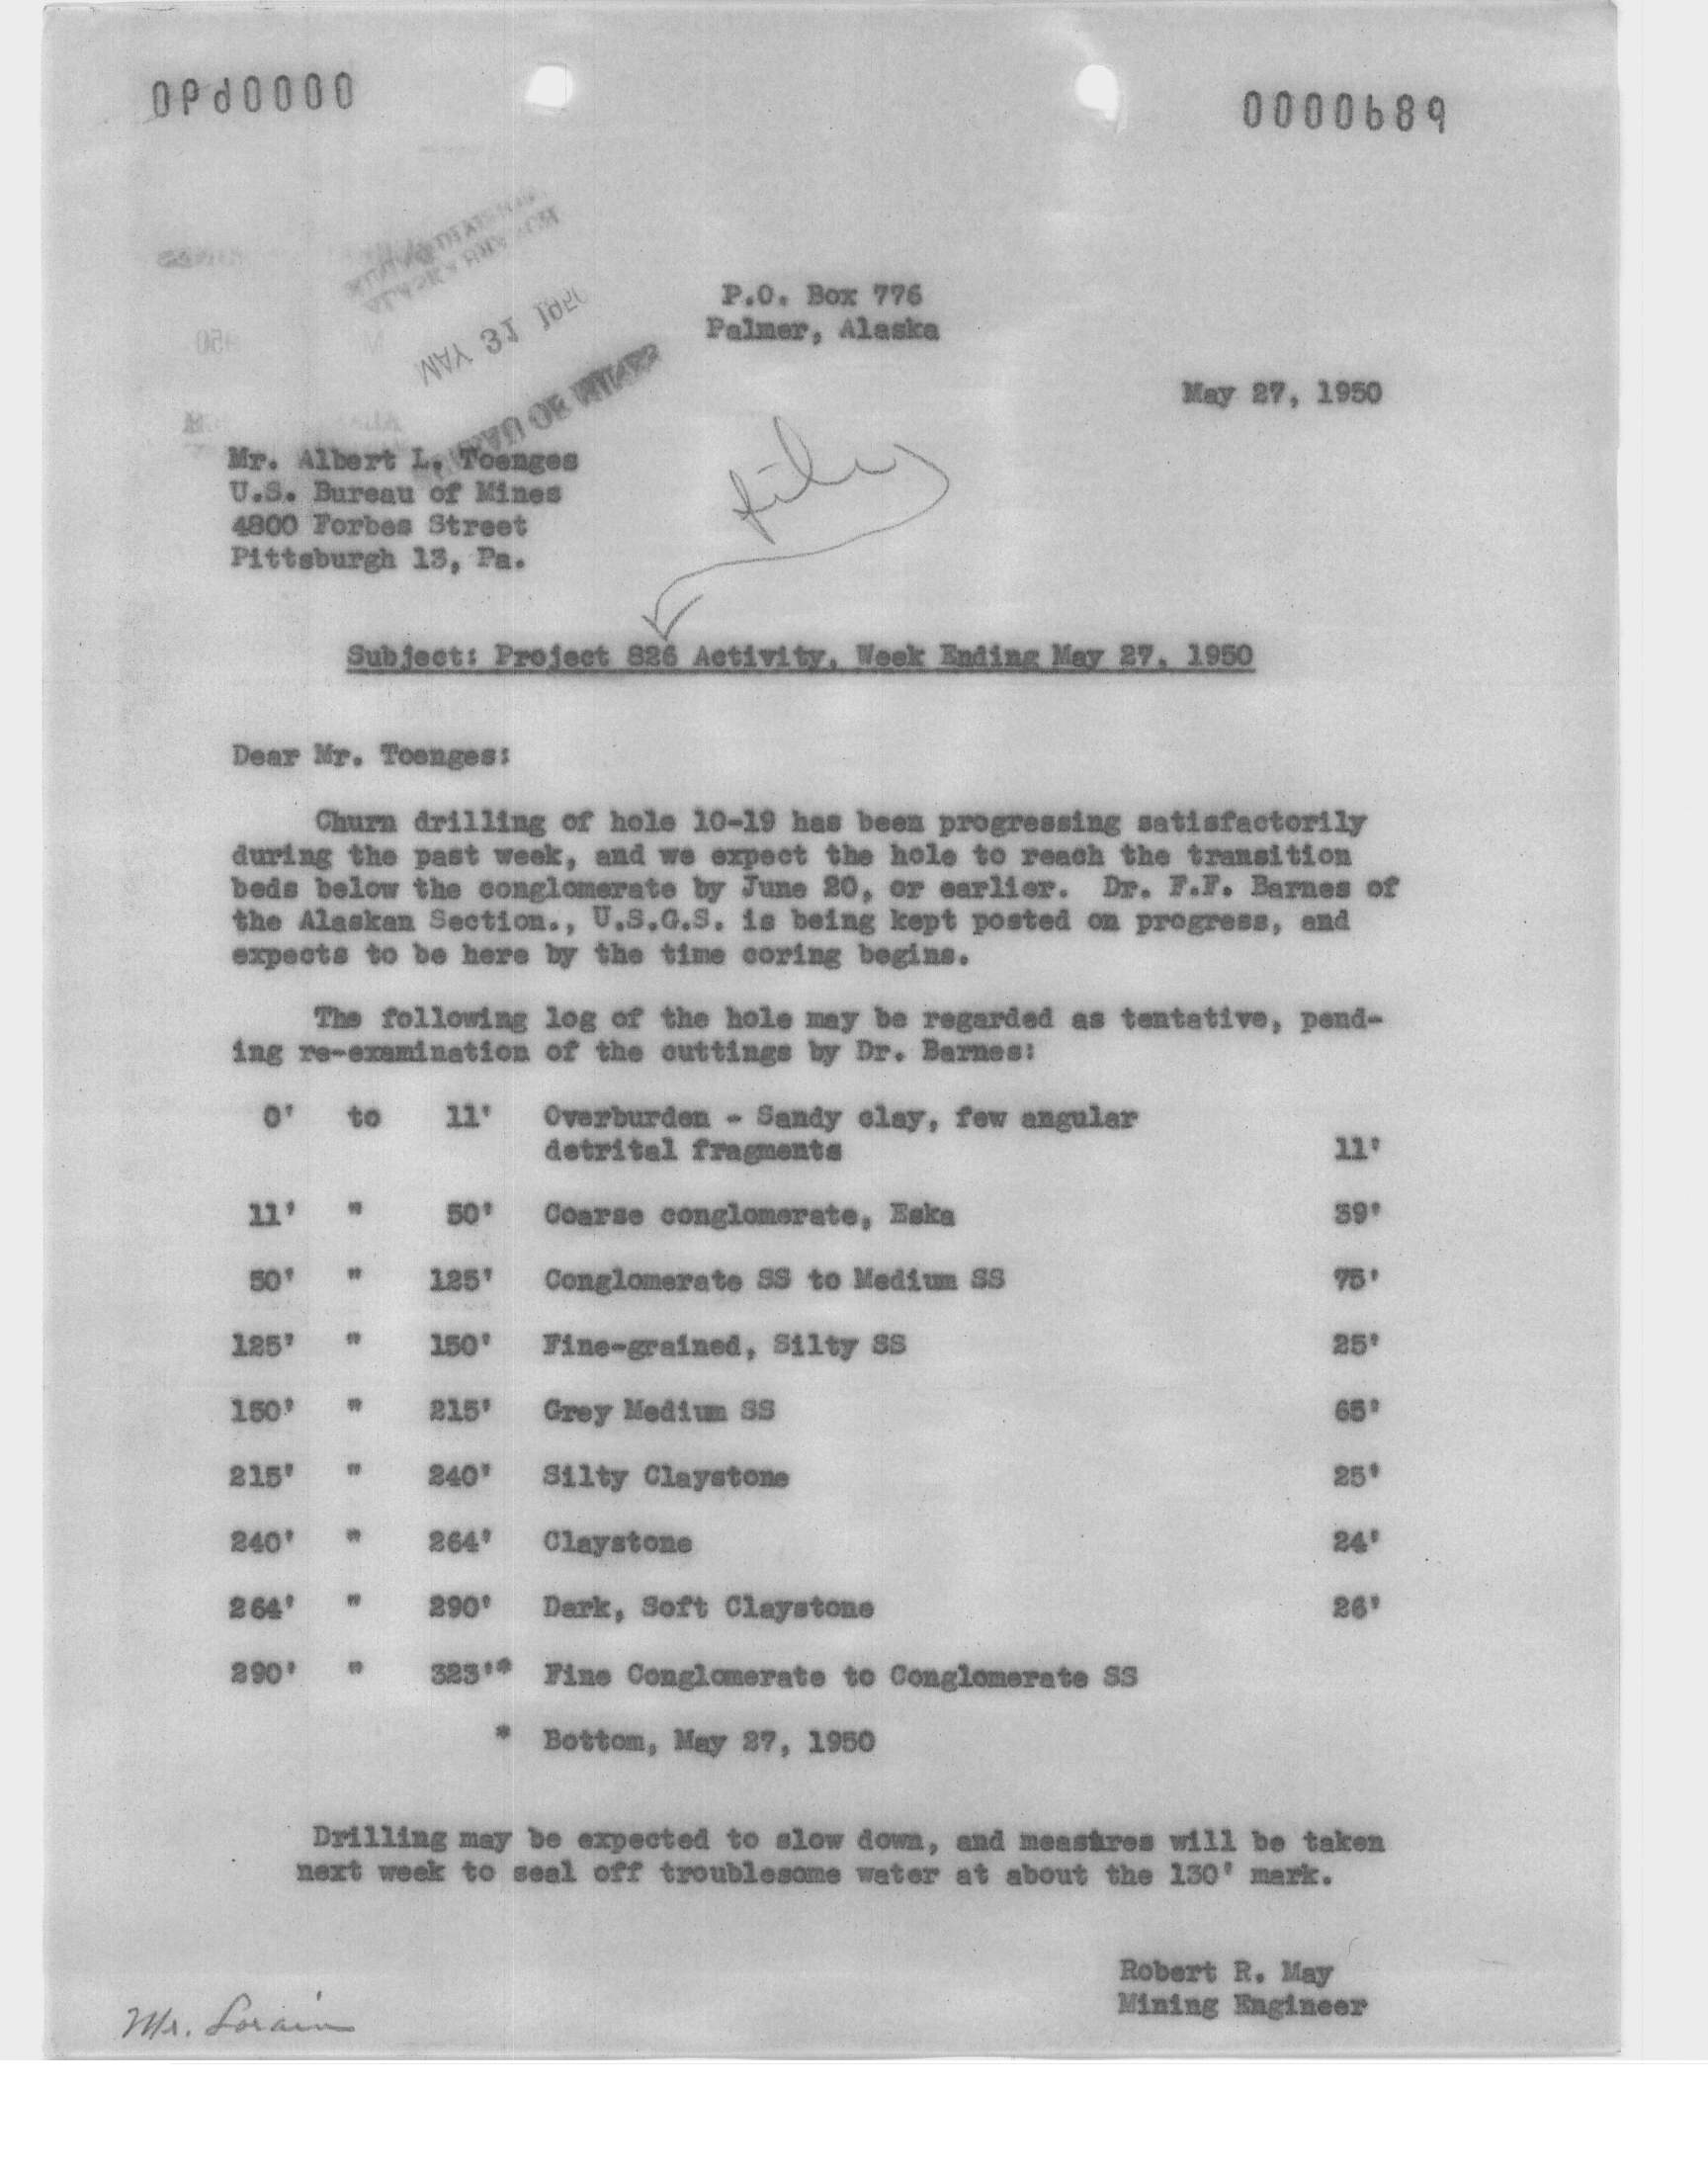 0000689
MAY 31 1950
BUREAU OF MINES
P.O. Box 776
Palmer, Alaska
May 27, 1950
Mr. Albert L. Toenges
U.S. Bureau of Mines
4800 Forbes Street
Pittsburgh 13, Pa.
Subject: Project 826 Activity, Week Ending May 27, 1950
Dear Mr. Toenges:
Churn drilling of hole 10-19 has been progressing satisfactorily
during the past week, and we expect the hole to reach the transition
beds below the conglomerate by June 20, or earlier. Dr. F.F. Barnes of
the Alaskan Section., U.S.G.S. is being kept posted on progress, and
expects to be here by the time coring begins.
The following log of the hole may be regarded as tentative, pend-
ing re-examination of the cuttings by Dr. Barnes:
0' to 11' Overburden - Sandy clay, few angular
detrital fragments 11'
11' " 50' Coarse conglomerate, Eska 39'
50' " 125' Conglomerate SS to Medium SS 75'
125' " 150' Fine-grained, Silty SS 25'
150' " 215' Grey Medium SS 65'
215' " 240' Silty Claystone 25'
240' " 264' Claystone 24'
264' " 290' Dark, Soft Claystone 26'
290' " 323'* Fine Conglomerate to Conglomerate SS
* Bottom, May 27, 1950
Drilling may be expected to slow down, and measures will be taken
next week to seal off troublesome water at about the 130' mark.
Robert R. May
Mining Engineer
Mr. Lorain